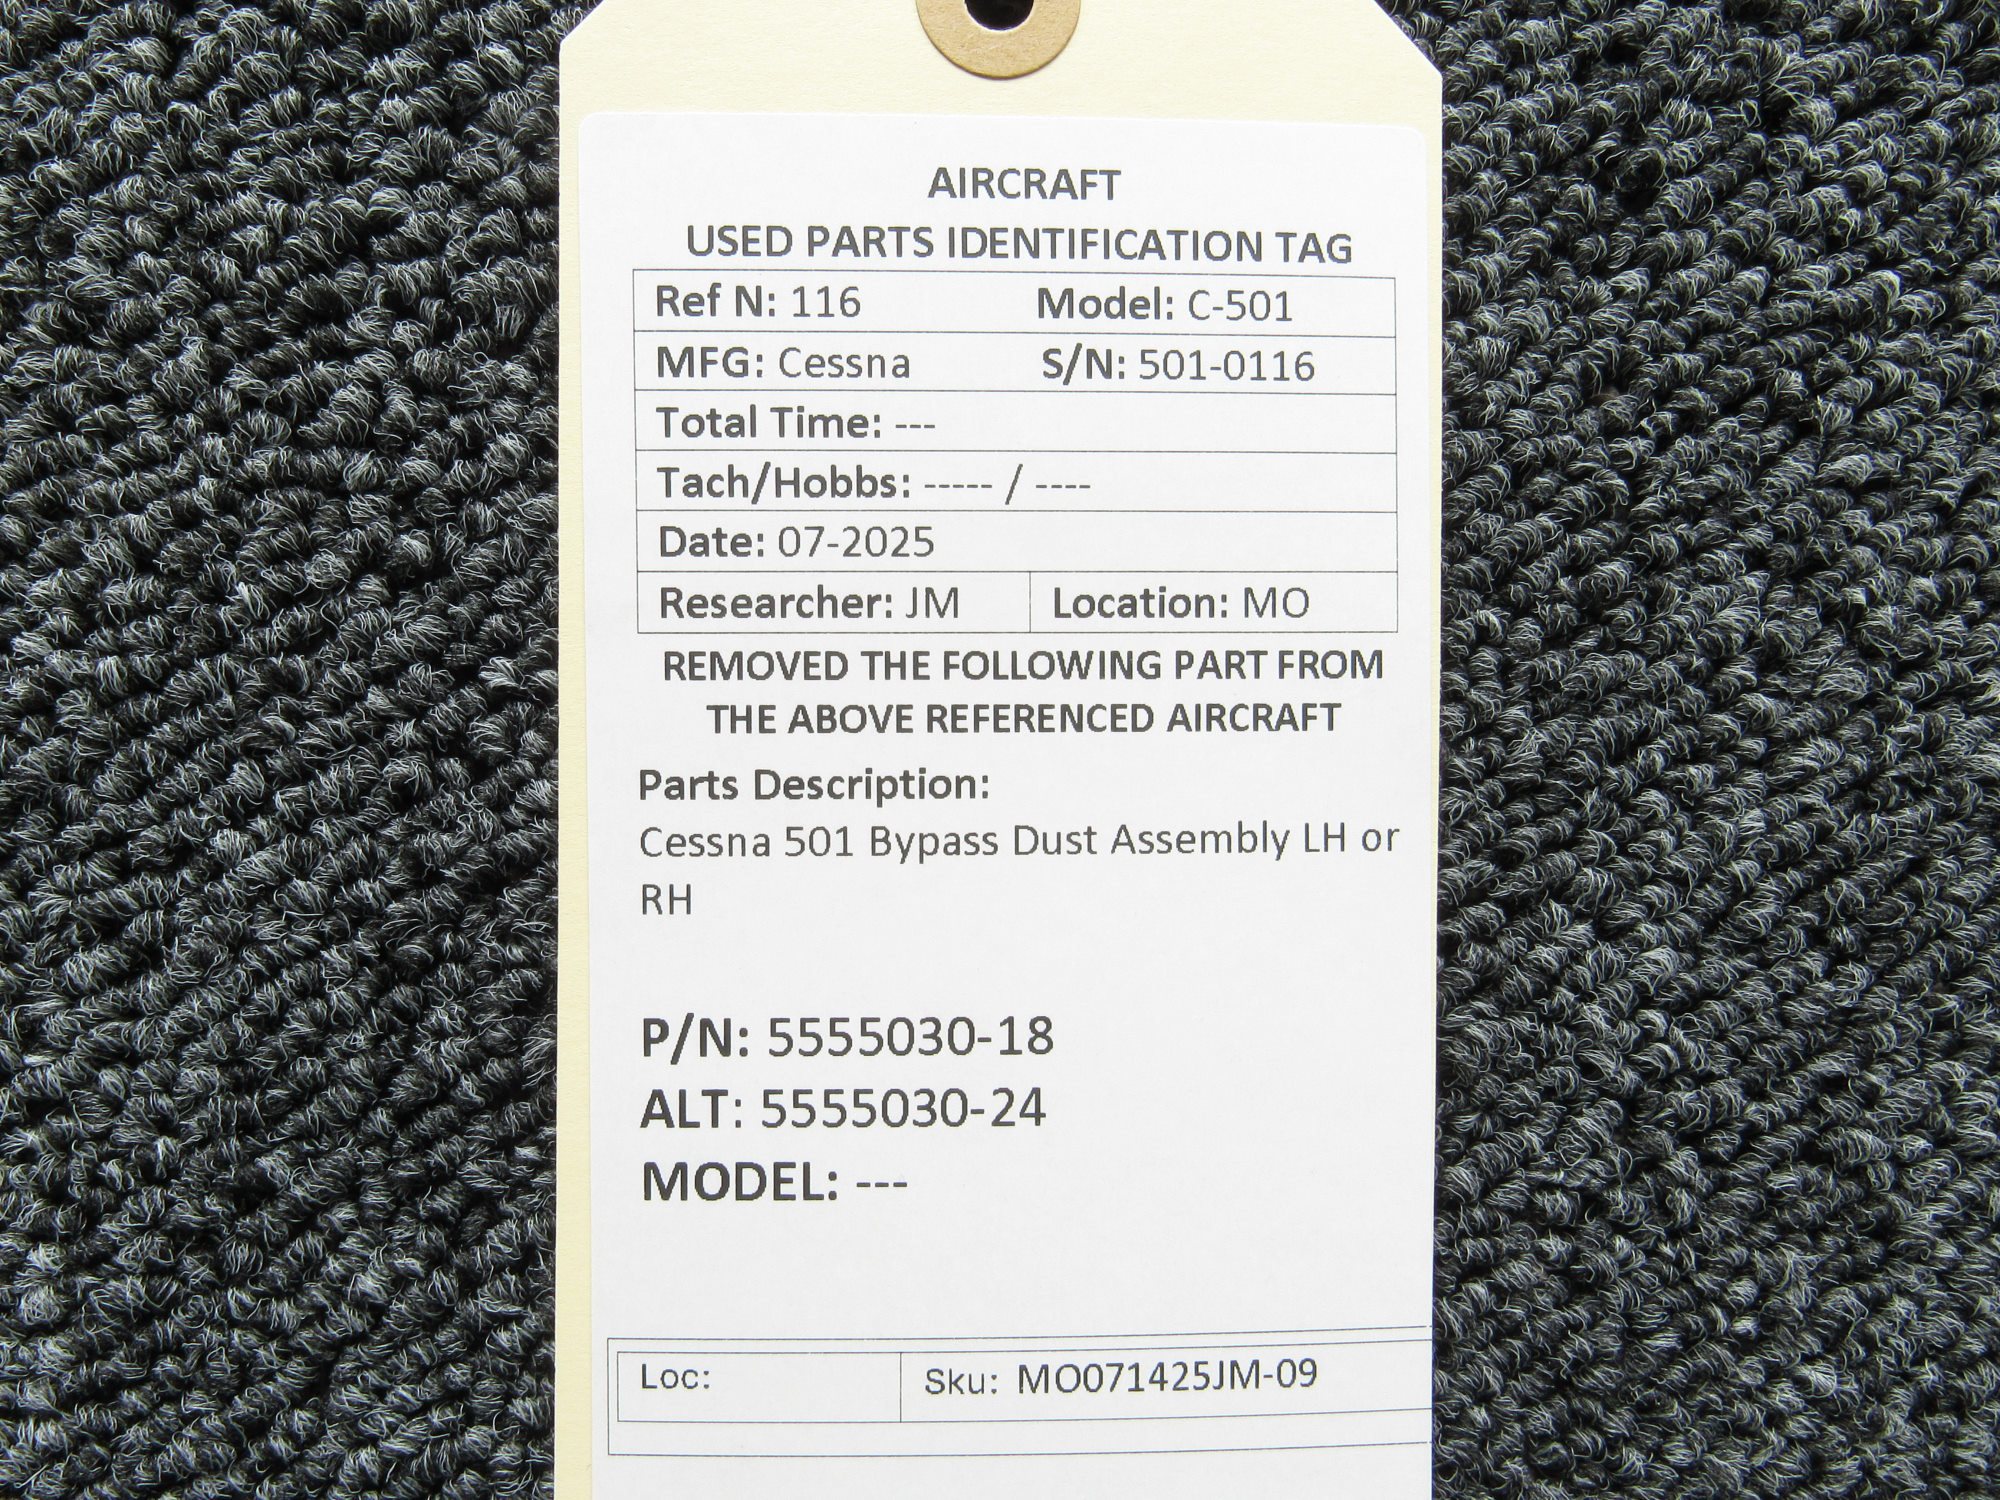 AIRCRAFT
USED PARTS IDENTIFICATION TAG
Ref N: 116 Model: C-501
MFG: Cessna S/N: 501-0116
Total Time: ---
Tach/Hobbs: ----- / ----
Date: 07-2025
Researcher: JM Location: MO
REMOVED THE FOLLOWING PART FROM
THE ABOVE REFERENCED AIRCRAFT
Parts Description:
Cessna 501 Bypass Dust Assembly LH or
RH
P/N: 5555030-18
ALT: 5555030-24
MODEL: ---
Loc: Sku: MO071425JM-09